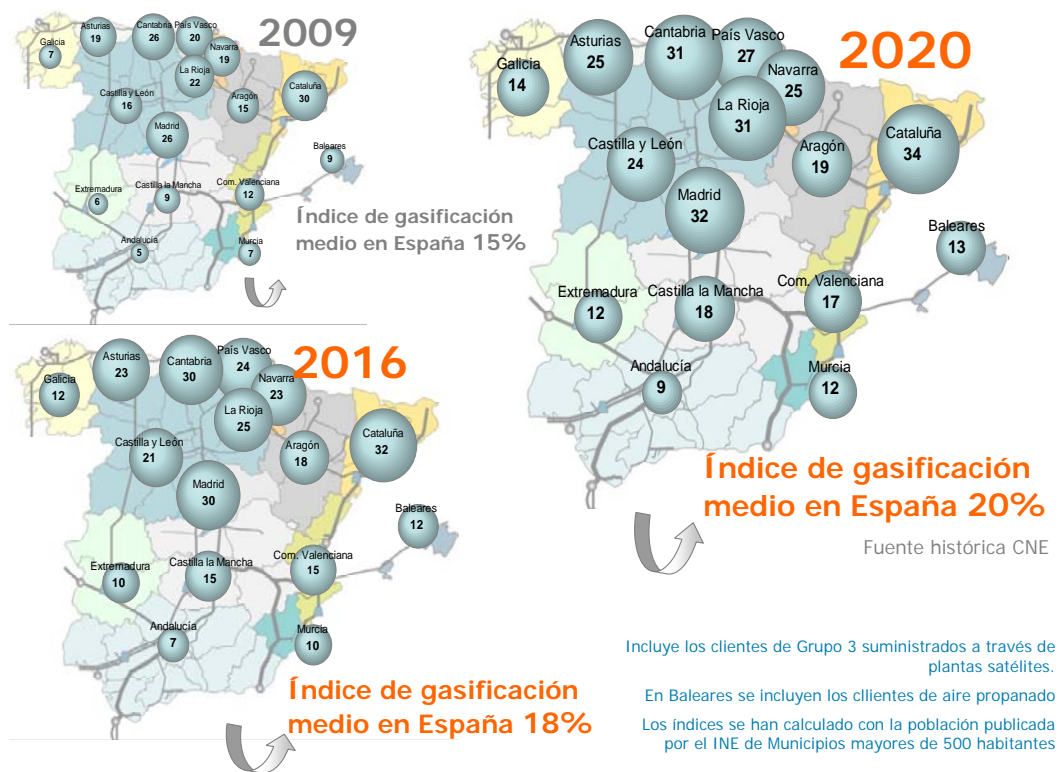 2009
Galicia
7
Asturias
19
Cantabria
26
País Vasco
20
Navarra
19
La Rioja
22
Castilla y León
16
Aragón
15
Cataluña
30
Madrid
26
Baleares
9
Extremadura
6
Castilla la Mancha
9
Com. Valenciana
12
Andalucía
5
Murcia
7
Índice de gasificación
medio en España 15%
2016
Galicia
12
Asturias
23
Cantabria
30
País Vasco
24
Navarra
23
La Rioja
25
Castilla y León
21
Aragón
18
Cataluña
32
Madrid
30
Baleares
12
Extremadura
10
Castilla la Mancha
15
Com. Valenciana
15
Andalucía
7
Murcia
10
Índice de gasificación
medio en España 18%
2020
Galicia
14
Asturias
25
Cantabria
31
País Vasco
27
Navarra
25
La Rioja
31
Castilla y León
24
Aragón
19
Cataluña
34
Madrid
32
Baleares
13
Extremadura
12
Castilla la Mancha
18
Com. Valenciana
17
Andalucía
9
Murcia
12
Índice de gasificación
medio en España 20%
Fuente histórica CNE
Incluye los clientes de Grupo 3 suministrados a través de
plantas satélites.
En Baleares se incluyen los cllientes de aire propanado
Los índices se han calculado con la población publicada
por el INE de Municipios mayores de 500 habitantes